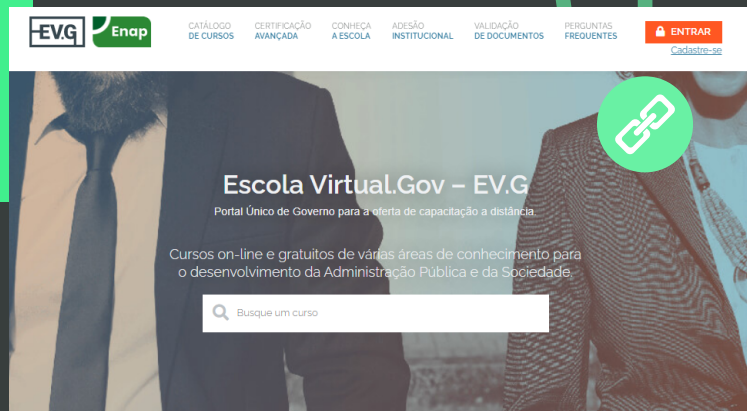 EV.G Enap
CATÁLOGO
DE CURSOS
CERTIFICAÇÃO
AVANÇADA
CONHEÇA
A ESCOLA
ADESÃO
INSTITUCIONAL
VALIDAÇÃO
DE DOCUMENTOS
PERGUNTAS
FREQUENTES
ENTRAR
Cadastre-se
Escola Virtual.Gov – EV.G
Portal Único de Governo para a oferta de capacitação a distância.
Cursos on-line e gratuitos de várias áreas de conhecimento para
o desenvolvimento da Administração Pública e da Sociedade.
Busque um curso